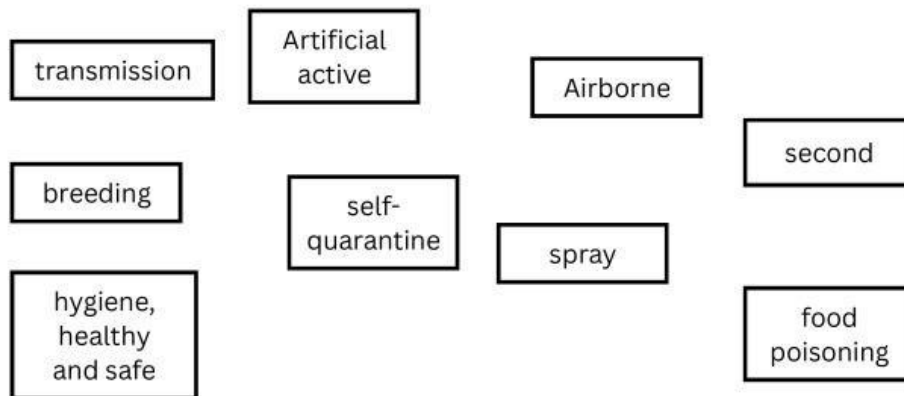 transmission
Artificial
active
Airborne
second
breeding
self-
quarantine
spray
hygiene,
healthy
and safe
food
poisoning